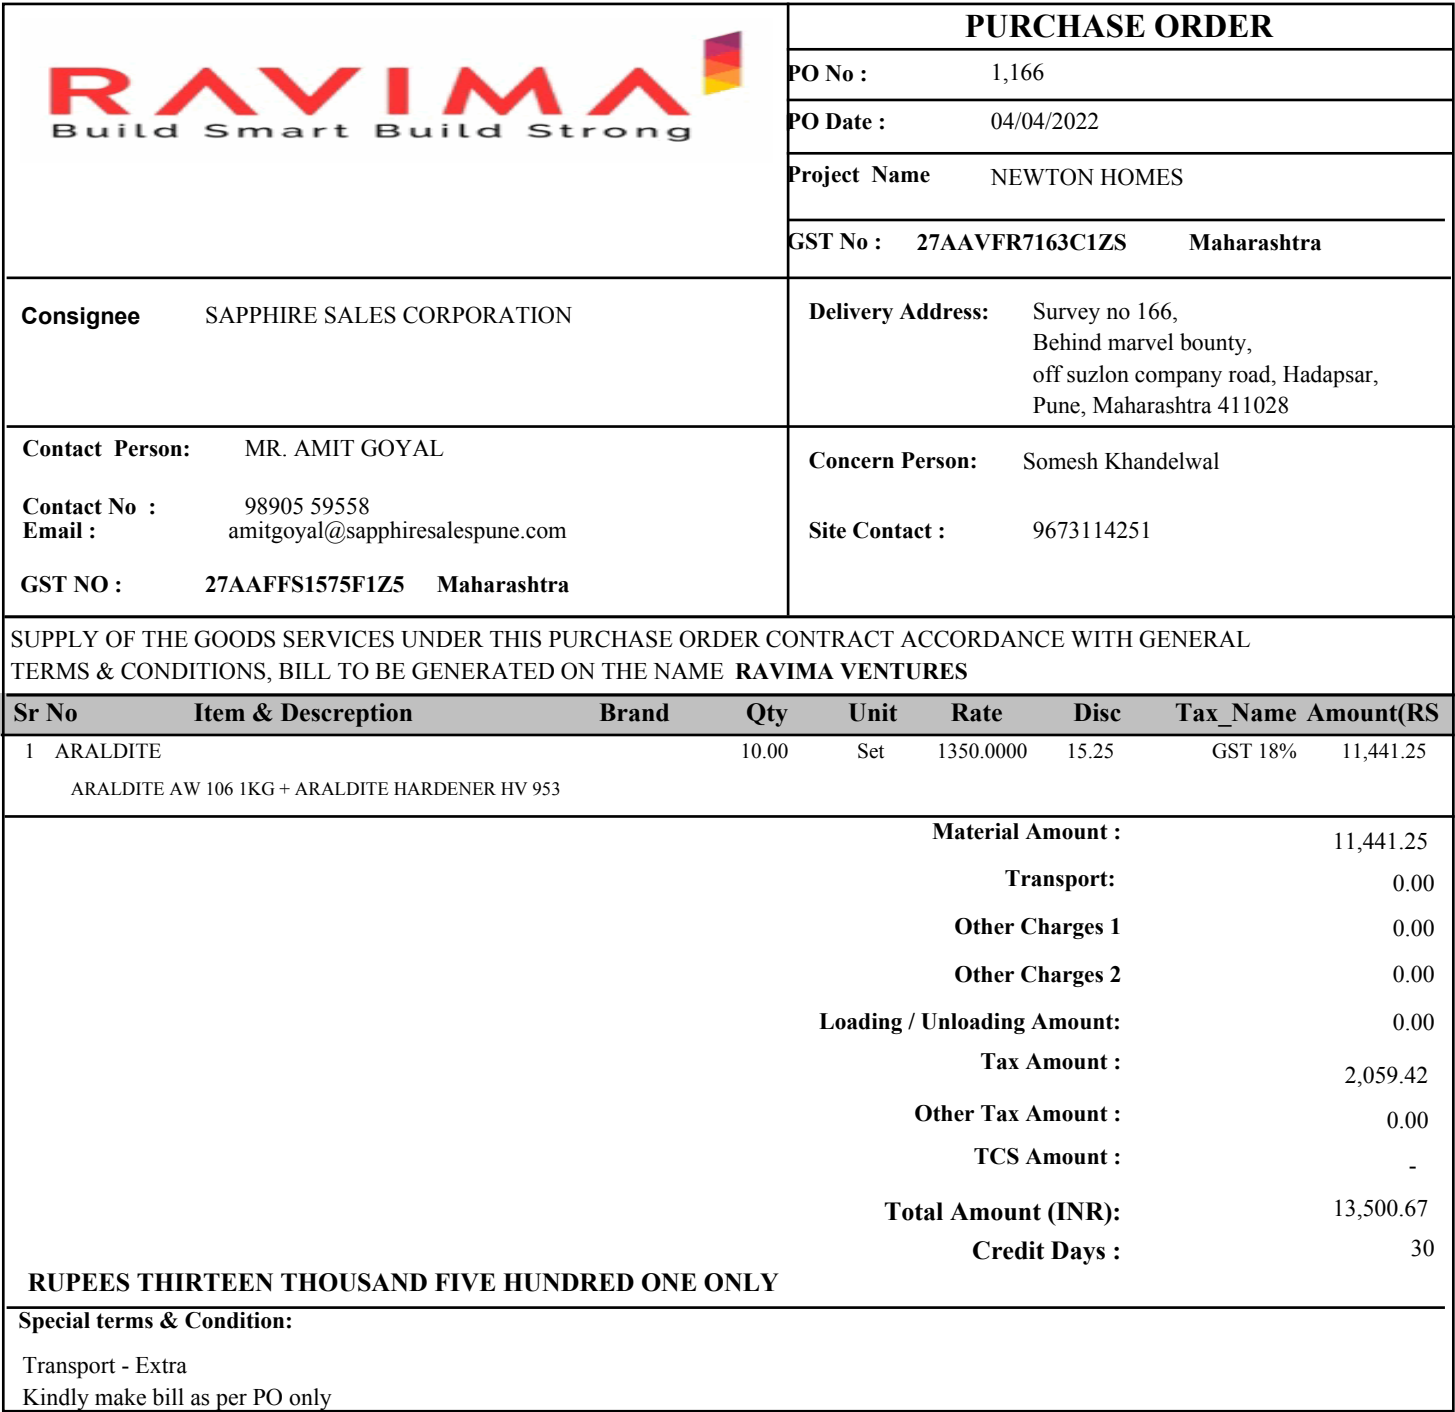 RAVIMA
Build Smart Build Strong
PURCHASE ORDER
PO No : 1,166
PO Date : 04/04/2022
Project Name NEWTON HOMES
GST No : 27AAVFR7163C1ZS Maharashtra
Consignee SAPPHIRE SALES CORPORATION
Delivery Address: Survey no 166,
Behind marvel bounty,
off suzlon company road, Hadapsar,
Pune, Maharashtra 411028
Contact Person: MR. AMIT GOYAL
Contact No : 98905 59558
Email : amitgoyal@sapphiresalespune.com
GST NO : 27AAFFS1575F1Z5 Maharashtra
Concern Person: Somesh Khandelwal
Site Contact : 9673114251
SUPPLY OF THE GOODS SERVICES UNDER THIS PURCHASE ORDER CONTRACT ACCORDANCE WITH GENERAL
TERMS & CONDITIONS, BILL TO BE GENERATED ON THE NAME RAVIMA VENTURES
Sr No Item & Descreption Brand Qty Unit Rate Disc Tax_Name Amount(RS
1 ARALDITE 10.00 Set 1350.0000 15.25 GST 18% 11,441.25
ARALDITE AW 106 1KG + ARALDITE HARDENER HV 953
Material Amount : 11,441.25
Transport: 0.00
Other Charges 1 0.00
Other Charges 2 0.00
Loading / Unloading Amount: 0.00
Tax Amount : 2,059.42
Other Tax Amount : 0.00
TCS Amount : -
Total Amount (INR): 13,500.67
Credit Days : 30
RUPEES THIRTEEN THOUSAND FIVE HUNDRED ONE ONLY
Special terms & Condition:
Transport - Extra
Kindly make bill as per PO only